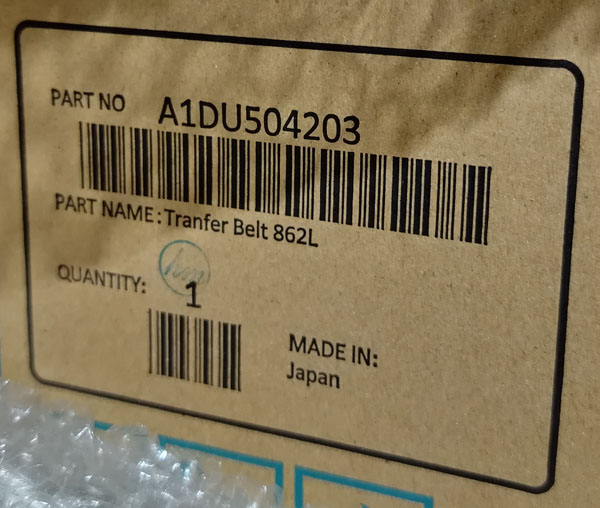 PART NO A1DU504203
PART NAME: Tranfer Belt 862L
QUANTITY: 1
MADE IN:
Japan